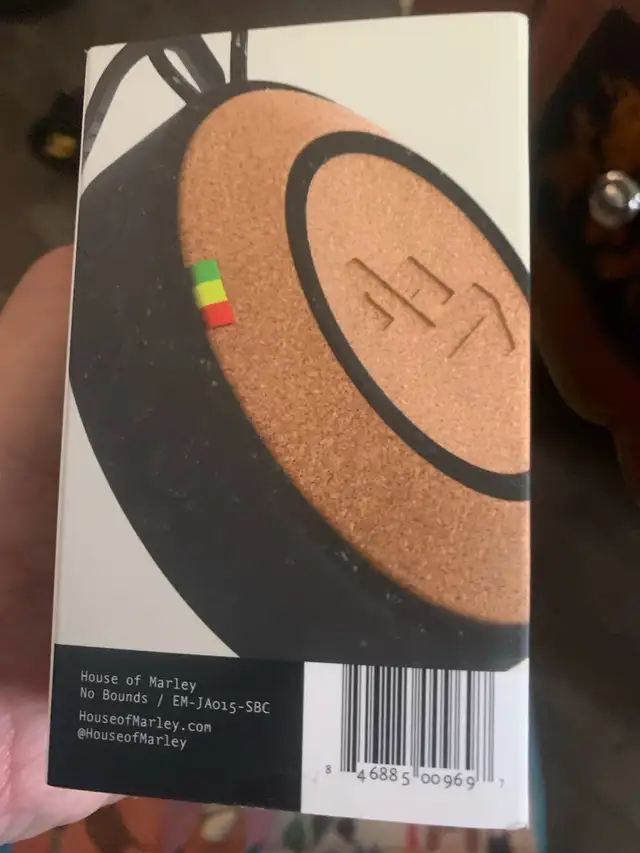 House of Marley
No Bounds / EM-JA015-SBC
HouseofMarley.com
@HouseofMarley
8 46885 00969 7